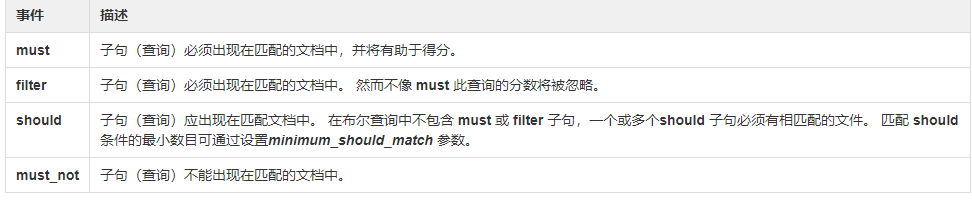 事件 描述
must 子句（查询）必须出现在匹配的文档中，并将有助于得分。
filter 子句（查询）必须出现在匹配的文档中。 然而不像 must 此查询的分数将被忽略。
should 子句（查询）应出现在匹配文档中。 在布尔查询中不包含 must 或 filter 子句，一个或多个should 子句必须有相匹配的文件。 匹配 should
条件的最小数目可通过设置minimum_should_match 参数。
must_not 子句（查询）不能出现在匹配的文档中。